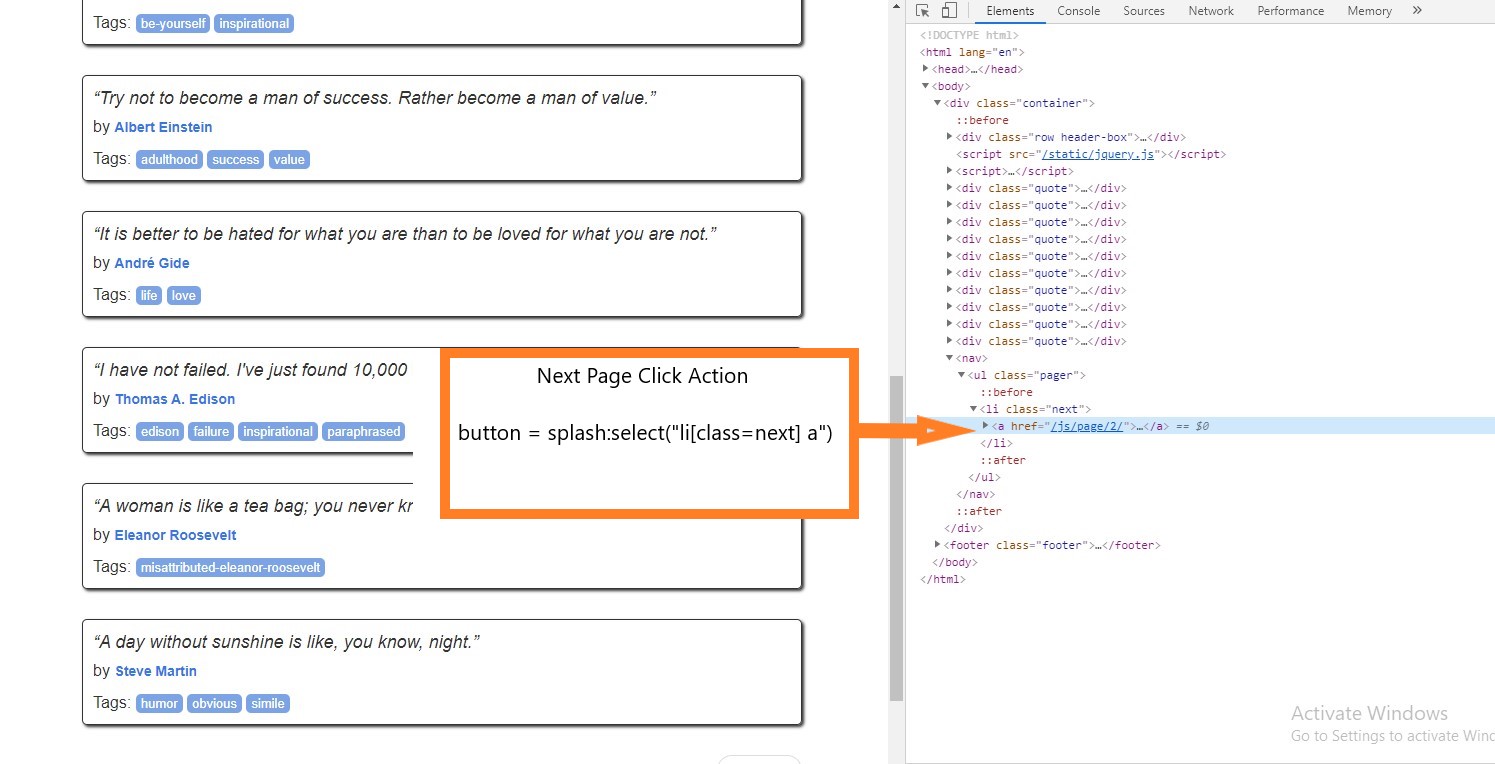 Tags: be-yourself inspirational
“Try not to become a man of success. Rather become a man of value.”
by Albert Einstein
Tags: adulthood success value
“It is better to be hated for what you are than to be loved for what you are not.”
by André Gide
Tags: life love
“I have not failed. I've just found 10,000
by Thomas A. Edison
Tags: edison failure inspirational paraphrased
“A woman is like a tea bag; you never kr
by Eleanor Roosevelt
Tags: misattributed-eleanor-roosevelt
“A day without sunshine is like, you know, night.”
by Steve Martin
Tags: humor obvious simile
Next Page Click Action
button = splash:select("li[class=next] a")
Elements Console Sources Network Performance Memory »
<!DOCTYPE html>
<html lang="en">
<head>…</head>
<body>
<div class="container">
::before
<div class="row header-box">…</div>
<script src="/static/jquery.js"></script>
<script>…</script>
<div class="quote">…</div>
<div class="quote">…</div>
<div class="quote">…</div>
<div class="quote">…</div>
<div class="quote">…</div>
<div class="quote">…</div>
<div class="quote">…</div>
<div class="quote">…</div>
<div class="quote">…</div>
<div class="quote">…</div>
<nav>
<ul class="pager">
::before
<li class="next">
<a href="/js/page/2/">…</a> == $0
</li>
::after
</ul>
</nav>
::after
</div>
<footer class="footer">…</footer>
</body>
</html>
Activate Windows
Go to Settings to activate Winc